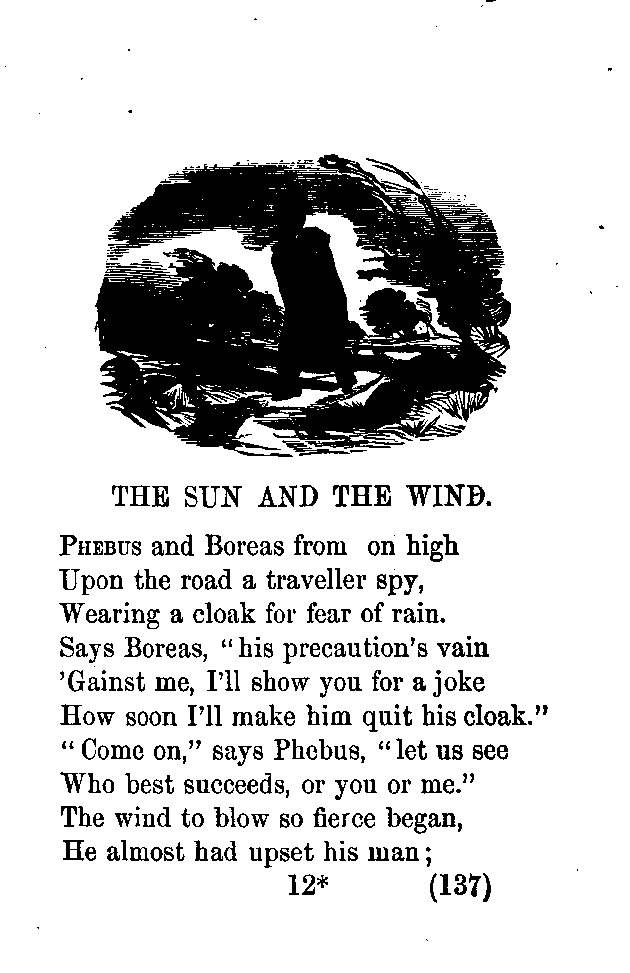 THE SUN AND THE WIND.
PHEBUS and Boreas from on high
Upon the road a traveller spy,
Wearing a cloak for fear of rain.
Says Boreas, “his precaution's vain
'Gainst me, I'll show you for a joke
How soon I'll make him quit his cloak.”
“Come on,” says Phebus, “let us see
Who best succeeds, or you or me.”
The wind to blow so fierce began,
He almost had upset his man;
12* (137)